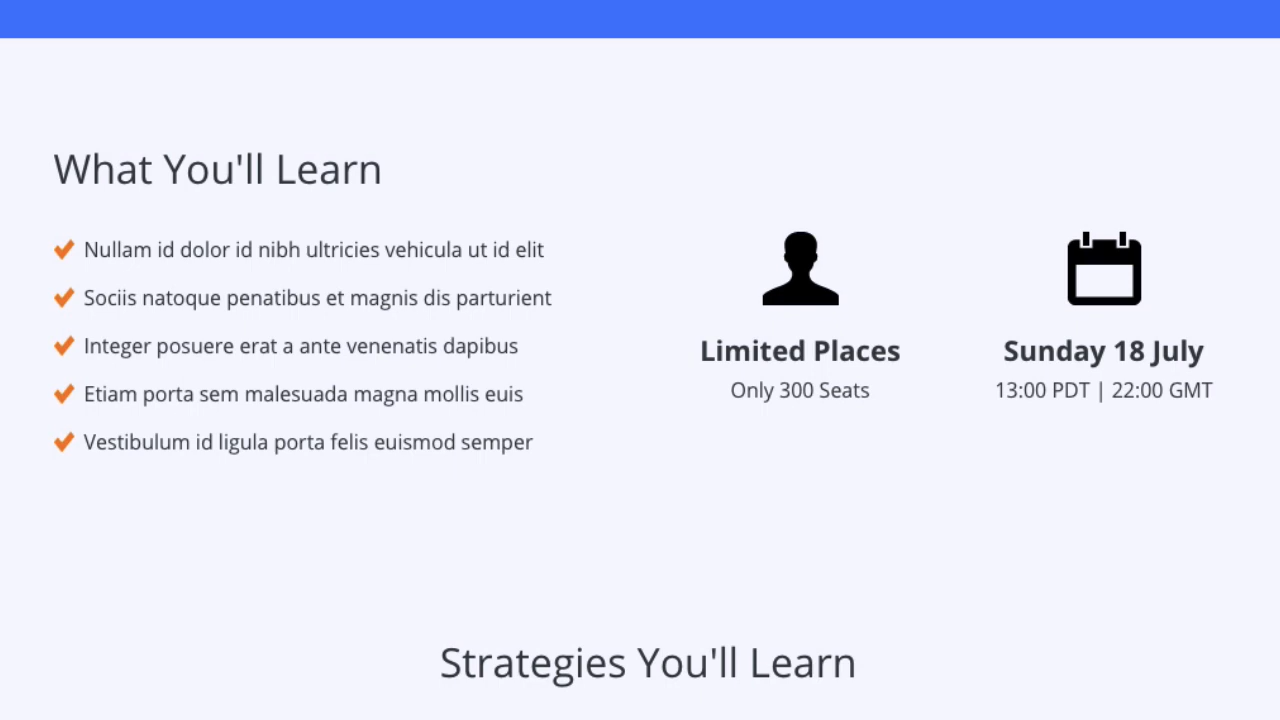 What You'll Learn
Nullam id dolor id nibh ultricies vehicula ut id elit
Sociis natoque penatibus et magnis dis parturient
Integer posuere erat a ante venenatis dapibus
Etiam porta sem malesuada magna mollis euis
Vestibulum id ligula porta felis euismod semper
Limited Places
Only 300 Seats
Sunday 18 July
13:00 PDT | 22:00 GMT
Strategies You'll Learn